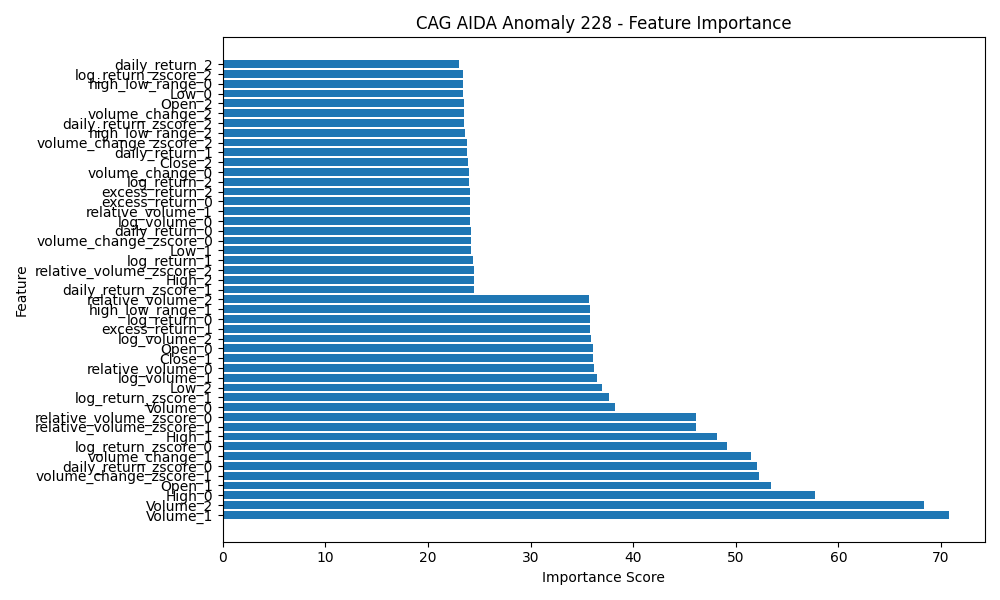 CAG AIDA Anomaly 228 - Feature Importance
daily_return_2
log_return_zscore_2
high_low_range_0
Low_0
Open_2
volume_change_2
daily_return_zscore_2
high_low_range_2
volume_change_zscore_2
daily_return_1
Close_2
volume_change_0
log_return_2
excess_return_2
excess_return_0
relative_volume_1
log_volume_0
daily_return_0
volume_change_zscore_0
Low_1
log_return_1
relative_volume_zscore_2
High_2
daily_return_zscore_1
relative_volume_2
high_low_range_1
log_return_0
excess_return_1
log_volume_2
Open_0
Close_1
relative_volume_0
log_volume_1
Low_2
log_return_zscore_1
Volume_0
relative_volume_zscore_0
relative_volume_zscore_1
High_1
log_return_zscore_0
volume_change_1
daily_return_zscore_0
volume_change_zscore_1
Open_1
High_0
Volume_2
Volume_1
Feature
0 10 20 30 40 50 60 70
Importance Score